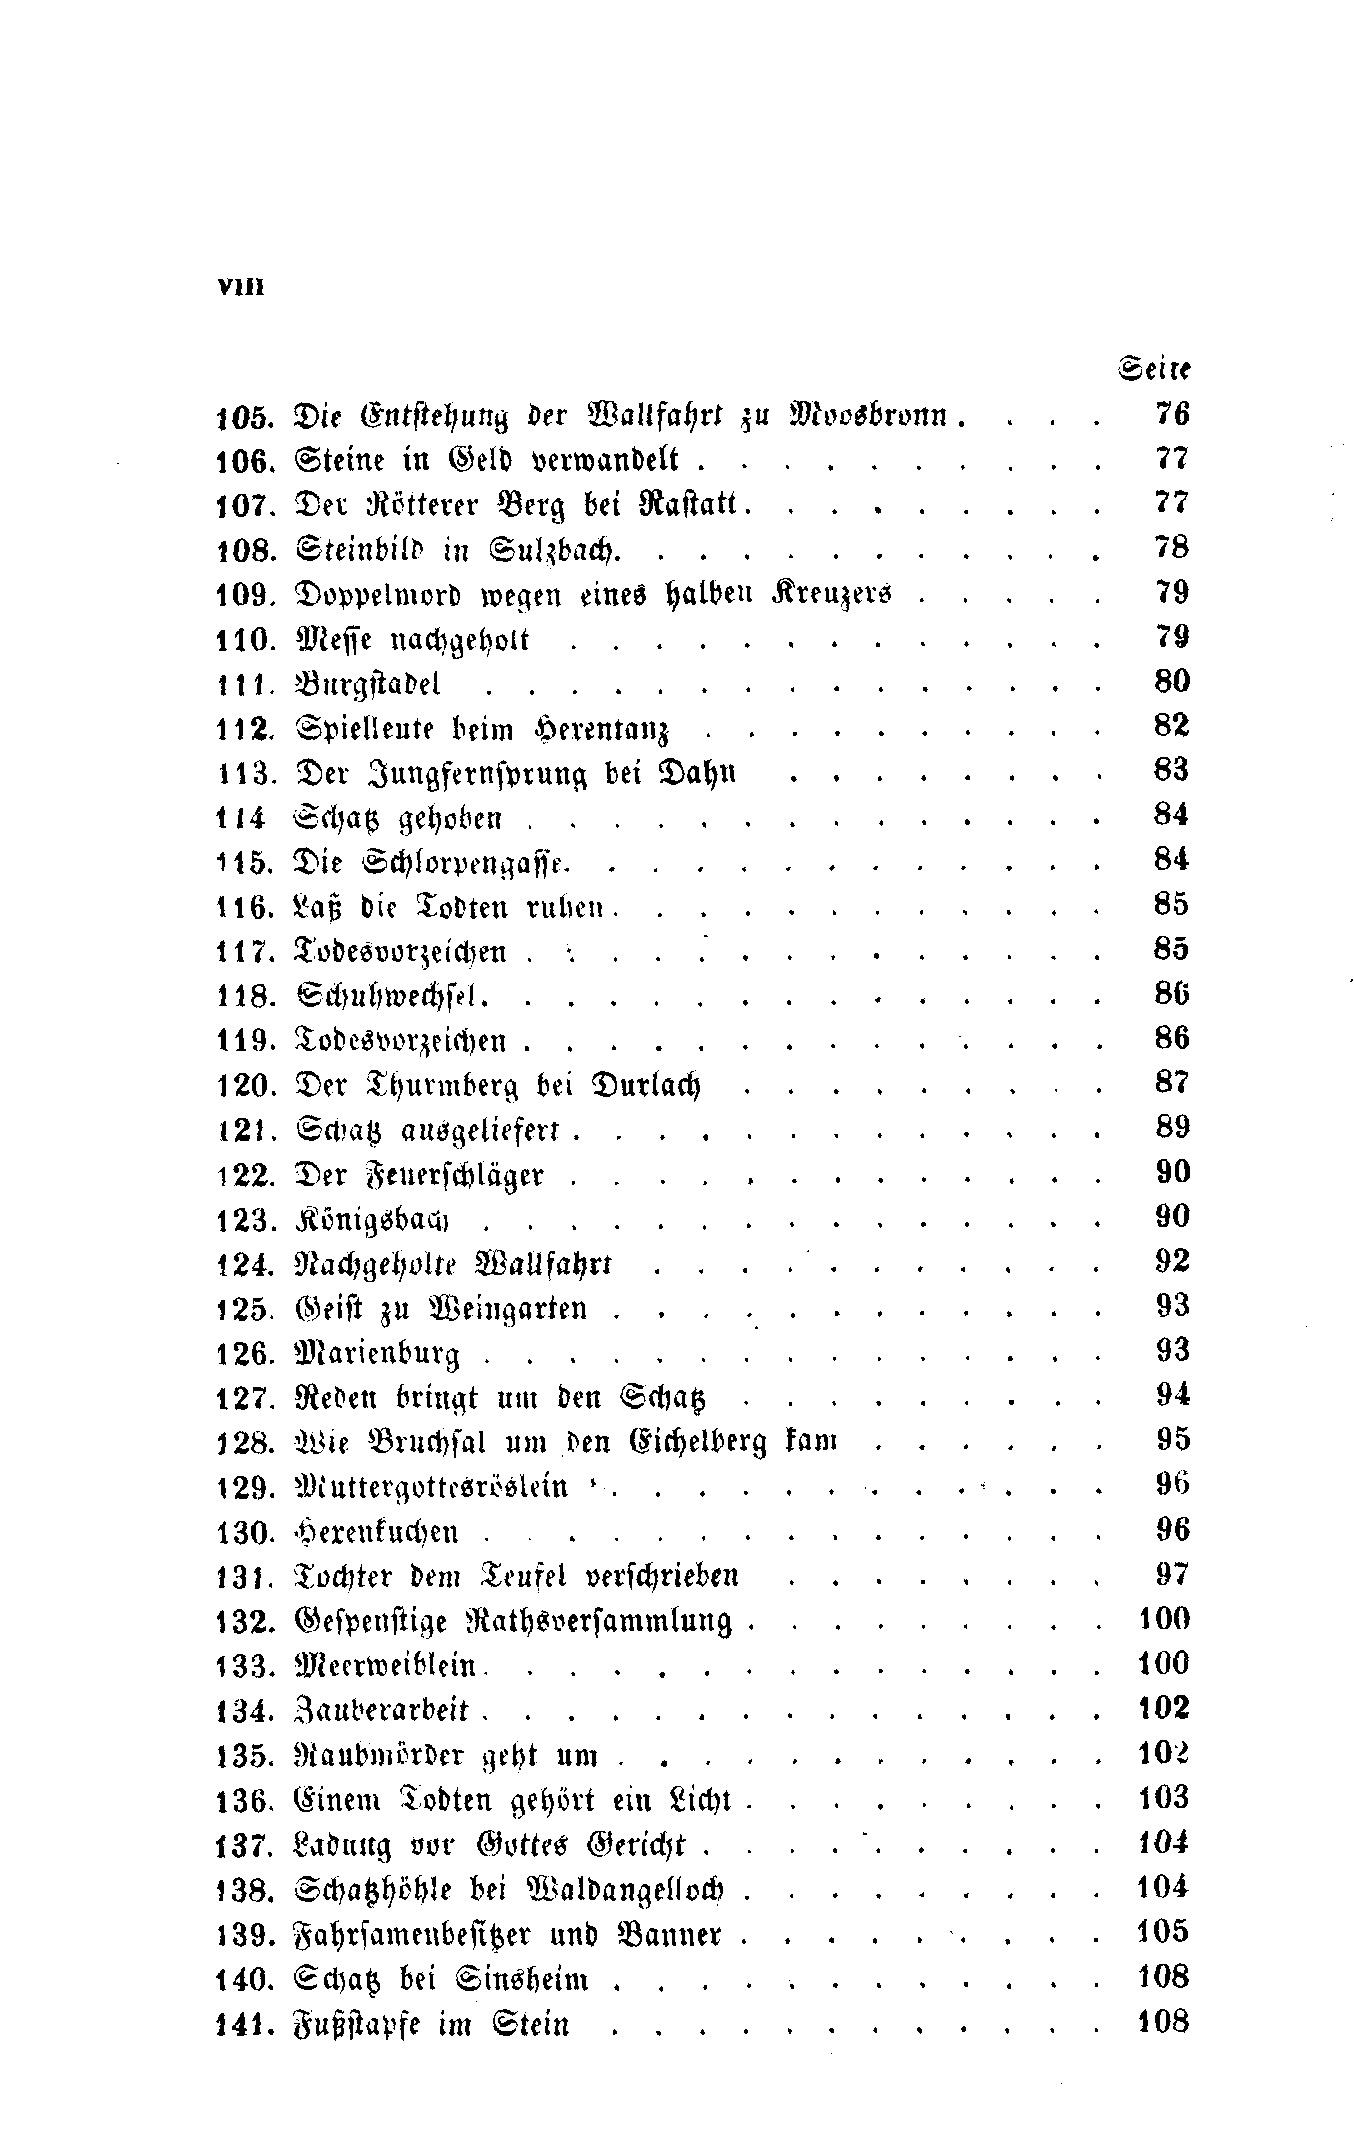 VIII
Seite
105. Die Entstehung der Wallfahrt zu Moosbronn . . . . 76
106. Steine in Geld verwandelt . . . . . . . . . . 77
107. Der Rötterer Berg bei Rastatt . . . . . . . . . 77
108. Steinbild in Sulzbach . . . . . . . . . . . . 78
109. Doppelmord wegen eines halben Kreuzers . . . . . 79
110. Messe nachgeholt . . . . . . . . . . . . . 79
111. Burgstadel . . . . . . . . . . . . . . . 80
112. Spielleute beim Hexentanz . . . . . . . . . . 82
113. Der Jungfernsprung bei Dahn . . . . . . . . 83
114 Schatz gehoben . . . . . . . . . . . . . . 84
115. Die Schlorpengasse . . . . . . . . . . . . . 84
116. Laß die Todten ruhen . . . . . . . . . . . . 85
117. Todesvorzeichen . . . . . . . . . . . . . . 85
118. Schuhwechsel . . . . . . . . . . . . . . . 86
119. Todesvorzeichen . . . . . . . . . . . . . . 86
120. Der Thurmberg bei Durlach . . . . . . . . . 87
121. Schatz ausgeliefert . . . . . . . . . . . . . 89
122. Der Feuerschläger . . . . . . . . . . . . . 90
123. Königsbach . . . . . . . . . . . . . . . 90
124. Nachgeholte Wallfahrt . . . . . . . . . . . 92
125. Geist zu Weingarten . . . . . . . . . . . . 93
126. Marienburg . . . . . . . . . . . . . . . 93
127. Reden bringt um den Schatz . . . . . . . . . 94
128. Wie Bruchsal um den Eichelberg kam . . . . . . 95
129. Muttergottesröslein . . . . . . . . . . . . 96
130. Hexenkuchen . . . . . . . . . . . . . . . 96
131. Tochter dem Teufel verschrieben . . . . . . . . 97
132. Gespenstige Rathsversammlung . . . . . . . . . 100
133. Meerweiblein . . . . . . . . . . . . . . . 100
134. Zauberarbeit . . . . . . . . . . . . . . . 102
135. Raubmörder geht um . . . . . . . . . . . . 102
136. Einem Todten gehört ein Licht . . . . . . . . . 103
137. Ladung vor Gottes Gericht . . . . . . . . . . 104
138. Schatzhöhle bei Waldangelloch . . . . . . . . . 104
139. Fahrsamenbesitzer und Banner . . . . . . . . . 105
140. Schatz bei Sinsheim . . . . . . . . . . . . 108
141. Fußstapfe im Stein . . . . . . . . . . . . 108